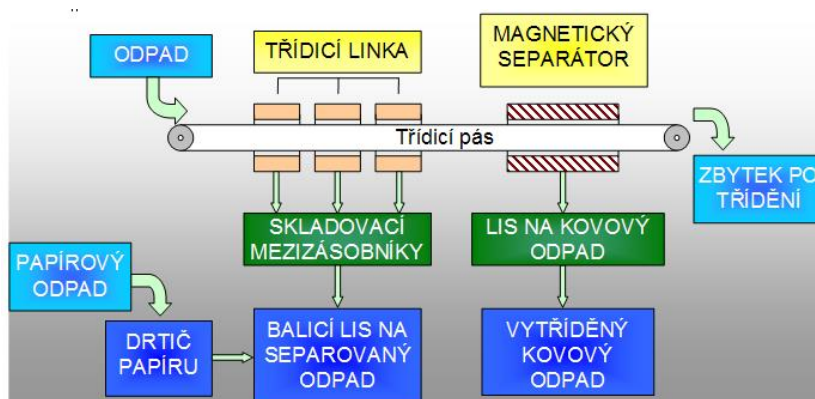 ODPAD
TŘÍDICÍ LINKA
MAGNETICKÝ
SEPARÁTOR
Třídicí pás
ZBYTEK PO
TŘÍDĚNÍ
SKLADOVACÍ
MEZIZÁSOBNÍKY
LIS NA KOVOVÝ
ODPAD
PAPÍROVÝ
ODPAD
DRTIČ
PAPÍRU
BALICÍ LIS NA
SEPAROVANÝ
ODPAD
VYTŘÍDĚNÝ
KOVOVÝ
ODPAD